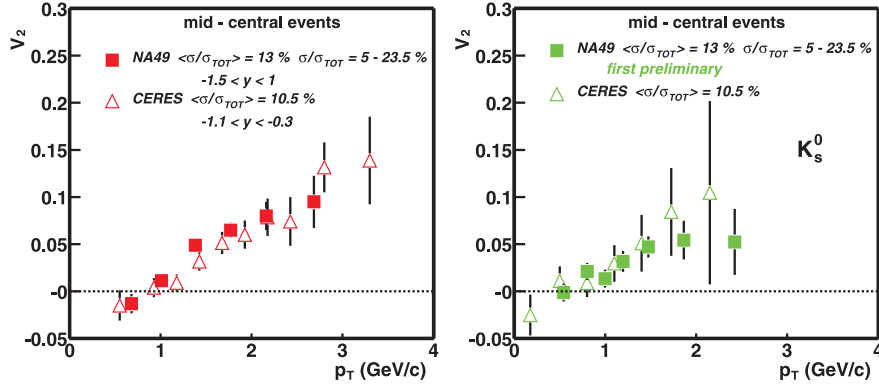 mid - central events
NA49 <σ/σTOT> = 13 % σ/σTOT = 5 - 23.5 %
-1.5 < y < 1
CERES <σ/σTOT> = 10.5 %
-1.1 < y < -0.3
V2
0.3
0.25
0.2
0.15
0.1
0.05
-0
-0.05
0 1 2 3 4
pT (GeV/c)
mid - central events
NA49 <σ/σTOT> = 13 % σ/σTOT = 5 - 23.5 %
first preliminary
CERES <σ/σTOT> = 10.5 %
K0s
V2
0.3
0.25
0.2
0.15
0.1
0.05
-0
-0.05
0 1 2 3 4
pT (GeV/c)